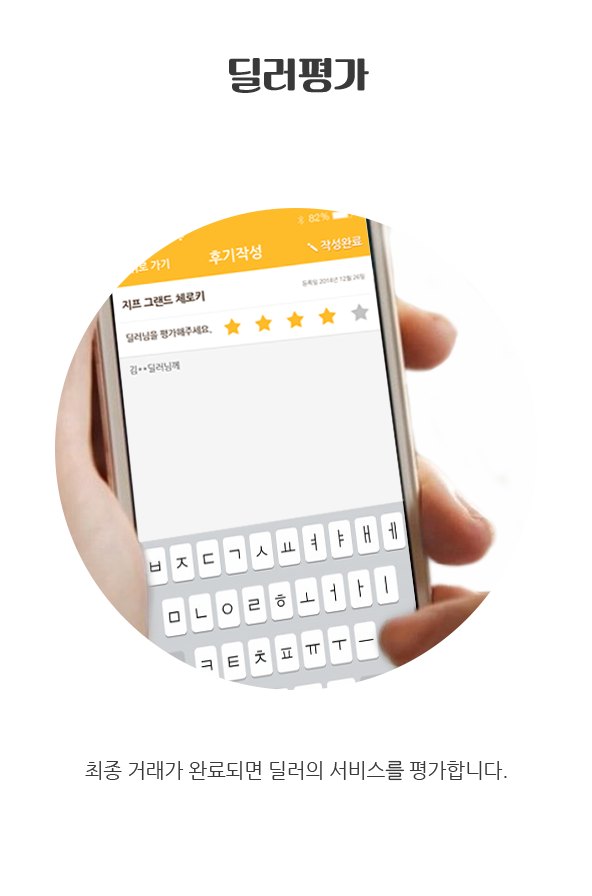 딜러평가
82%
가기
후기작성
작성완료
지프 그랜드 체로키
등록일 2018년 12월 26일
딜러님을 평가해주세요.
김**딜러님께
ㅂ ㅈ ㄷ ㄱ ㅅ ㅛ ㅕ ㅑ ㅐ ㅔ
ㅁ ㄴ ㅇ ㄹ ㅎ ㅗ ㅓ ㅏ ㅣ
ㅋ ㅌ ㅊ ㅍ ㅠ ㅜ ㅡ
최종 거래가 완료되면 딜러의 서비스를 평가합니다.